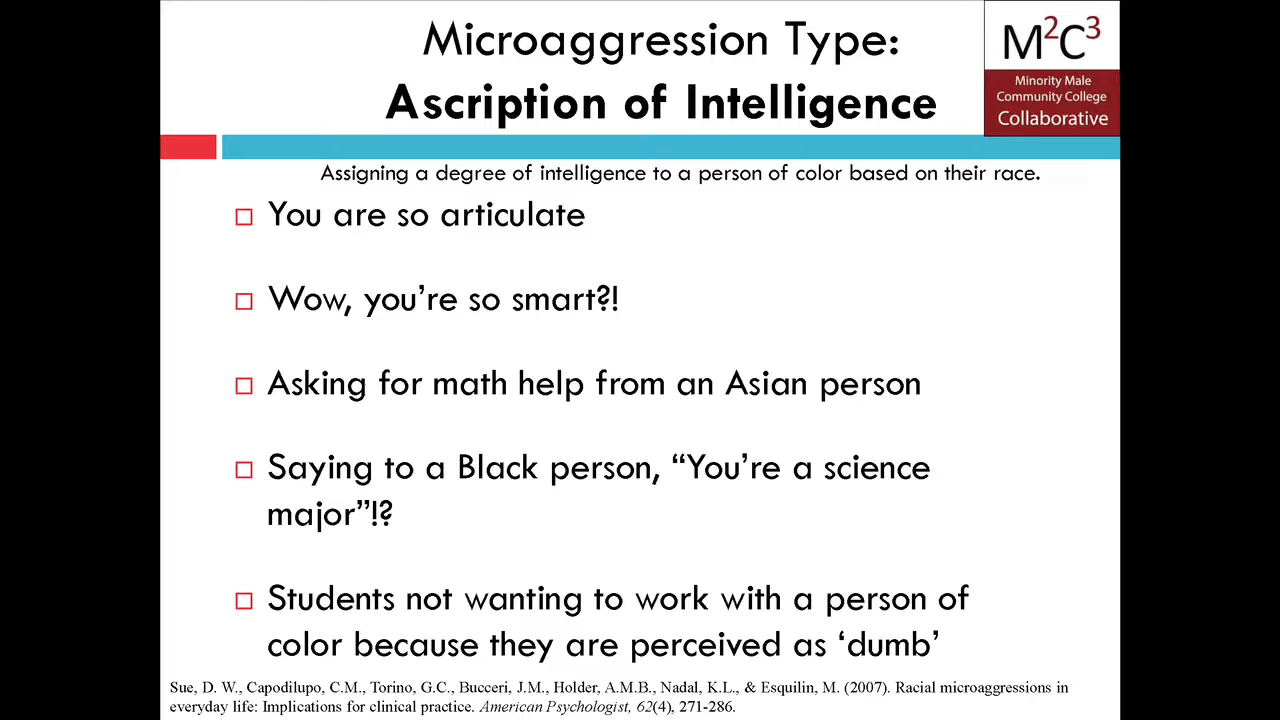 Microaggression Type:
Ascription of Intelligence
M2C3
Minority Male
Community College
Collaborative
Assigning a degree of intelligence to a person of color based on their race.
You are so articulate
Wow, you’re so smart?!
Asking for math help from an Asian person
Saying to a Black person, “You’re a science
major”!?
Students not wanting to work with a person of
color because they are perceived as ‘dumb’
Sue, D. W., Capodilupo, C.M., Torino, G.C., Bucceri, J.M., Holder, A.M.B., Nadal, K.L., & Esquilin, M. (2007). Racial microaggressions in
everyday life: Implications for clinical practice. American Psychologist, 62(4), 271-286.